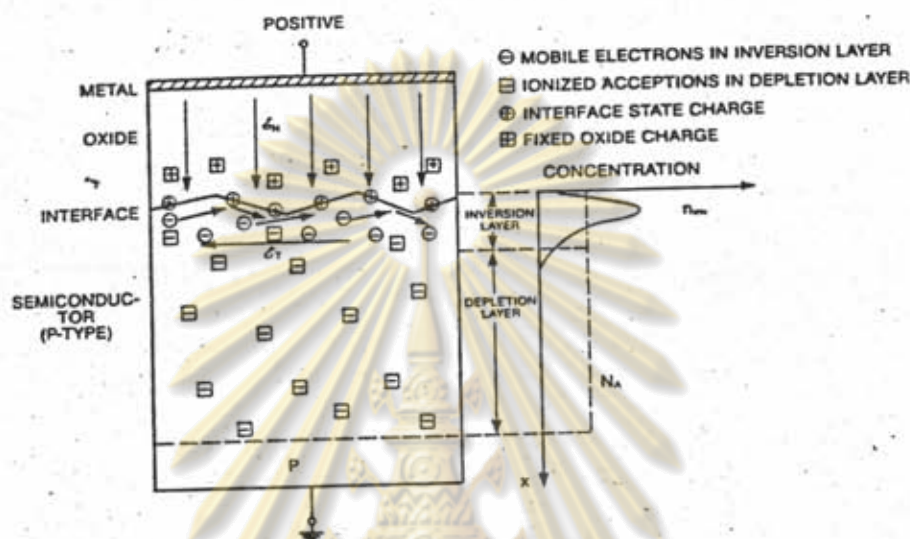 POSITIVE
⊖ MOBILE ELECTRONS IN INVERSION LAYER
METAL
⊟ IONIZED ACCEPTIONS IN DEPLETION LAYER
⊕ INTERFACE STATE CHARGE
OXIDE
⊞ FIXED OXIDE CHARGE
CONCENTRATION
INTERFACE
INVERSION
LAYER
SEMICONDUC-
TOR
(P-TYPE)
DEPLETION
LAYER
N_A
P
X